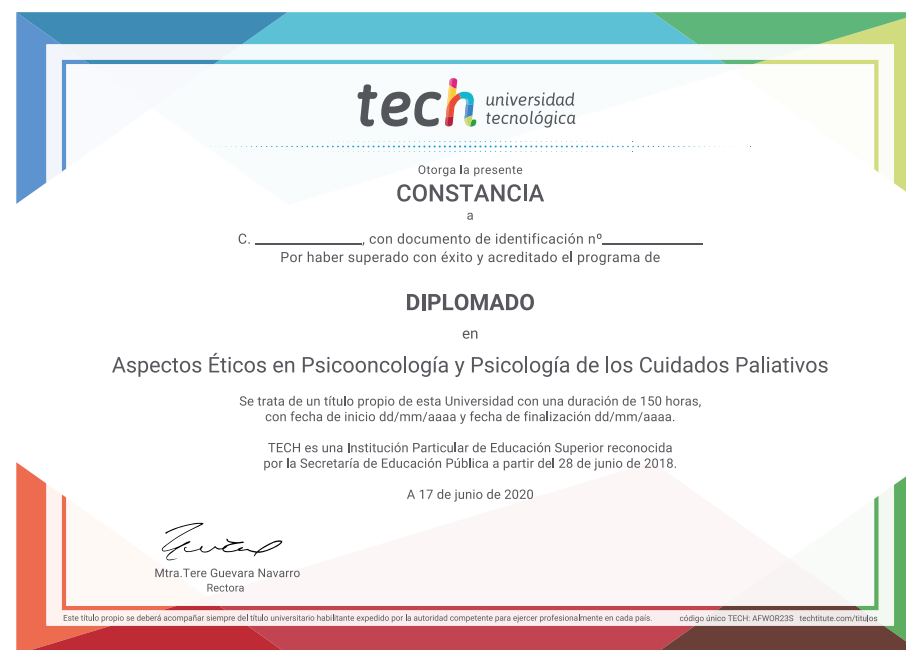 tech universidad
tecnológica
Otorga la presente
CONSTANCIA
a
C. ____________, con documento de identificación nº____________
Por haber superado con éxito y acreditado el programa de
DIPLOMADO
en
Aspectos Éticos en Psicooncología y Psicología de los Cuidados Paliativos
Se trata de un título propio de esta Universidad con una duración de 150 horas,
con fecha de inicio dd/mm/aaaa y fecha de finalización dd/mm/aaaa.
TECH es una Institución Particular de Educación Superior reconocida
por la Secretaría de Educación Pública a partir del 28 de junio de 2018.
A 17 de junio de 2020
Mtra.Tere Guevara Navarro
Rectora
Este título propio se deberá acompañar siempre del título universitario habilitante expedido por la autoridad competente para ejercer profesionalmente en cada país. código único TECH: AFWOR23S techtitute.com/titulos